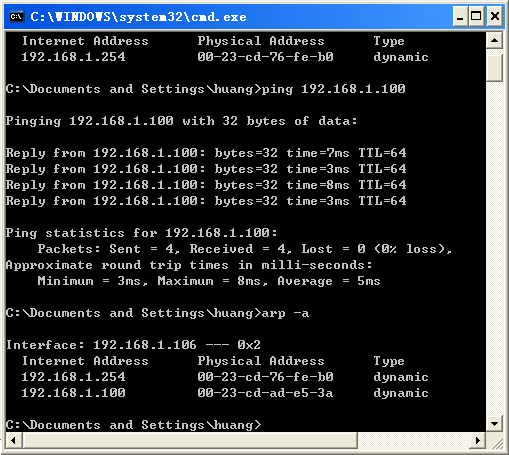 C:\WINDOWS\system32\cmd.exe
Internet Address      Physical Address      Type
192.168.1.254         00-23-cd-76-fe-b0     dynamic
C:\Documents and Settings\huang>ping 192.168.1.100
Pinging 192.168.1.100 with 32 bytes of data:
Reply from 192.168.1.100: bytes=32 time=7ms TTL=64
Reply from 192.168.1.100: bytes=32 time=3ms TTL=64
Reply from 192.168.1.100: bytes=32 time=8ms TTL=64
Reply from 192.168.1.100: bytes=32 time=3ms TTL=64
Ping statistics for 192.168.1.100:
Packets: Sent = 4, Received = 4, Lost = 0 (0% loss),
Approximate round trip times in milli-seconds:
Minimum = 3ms, Maximum = 8ms, Average = 5ms
C:\Documents and Settings\huang>arp -a
Interface: 192.168.1.106 --- 0x2
Internet Address      Physical Address      Type
192.168.1.254         00-23-cd-76-fe-b0     dynamic
192.168.1.100         00-23-cd-ad-e5-3a     dynamic
C:\Documents and Settings\huang>